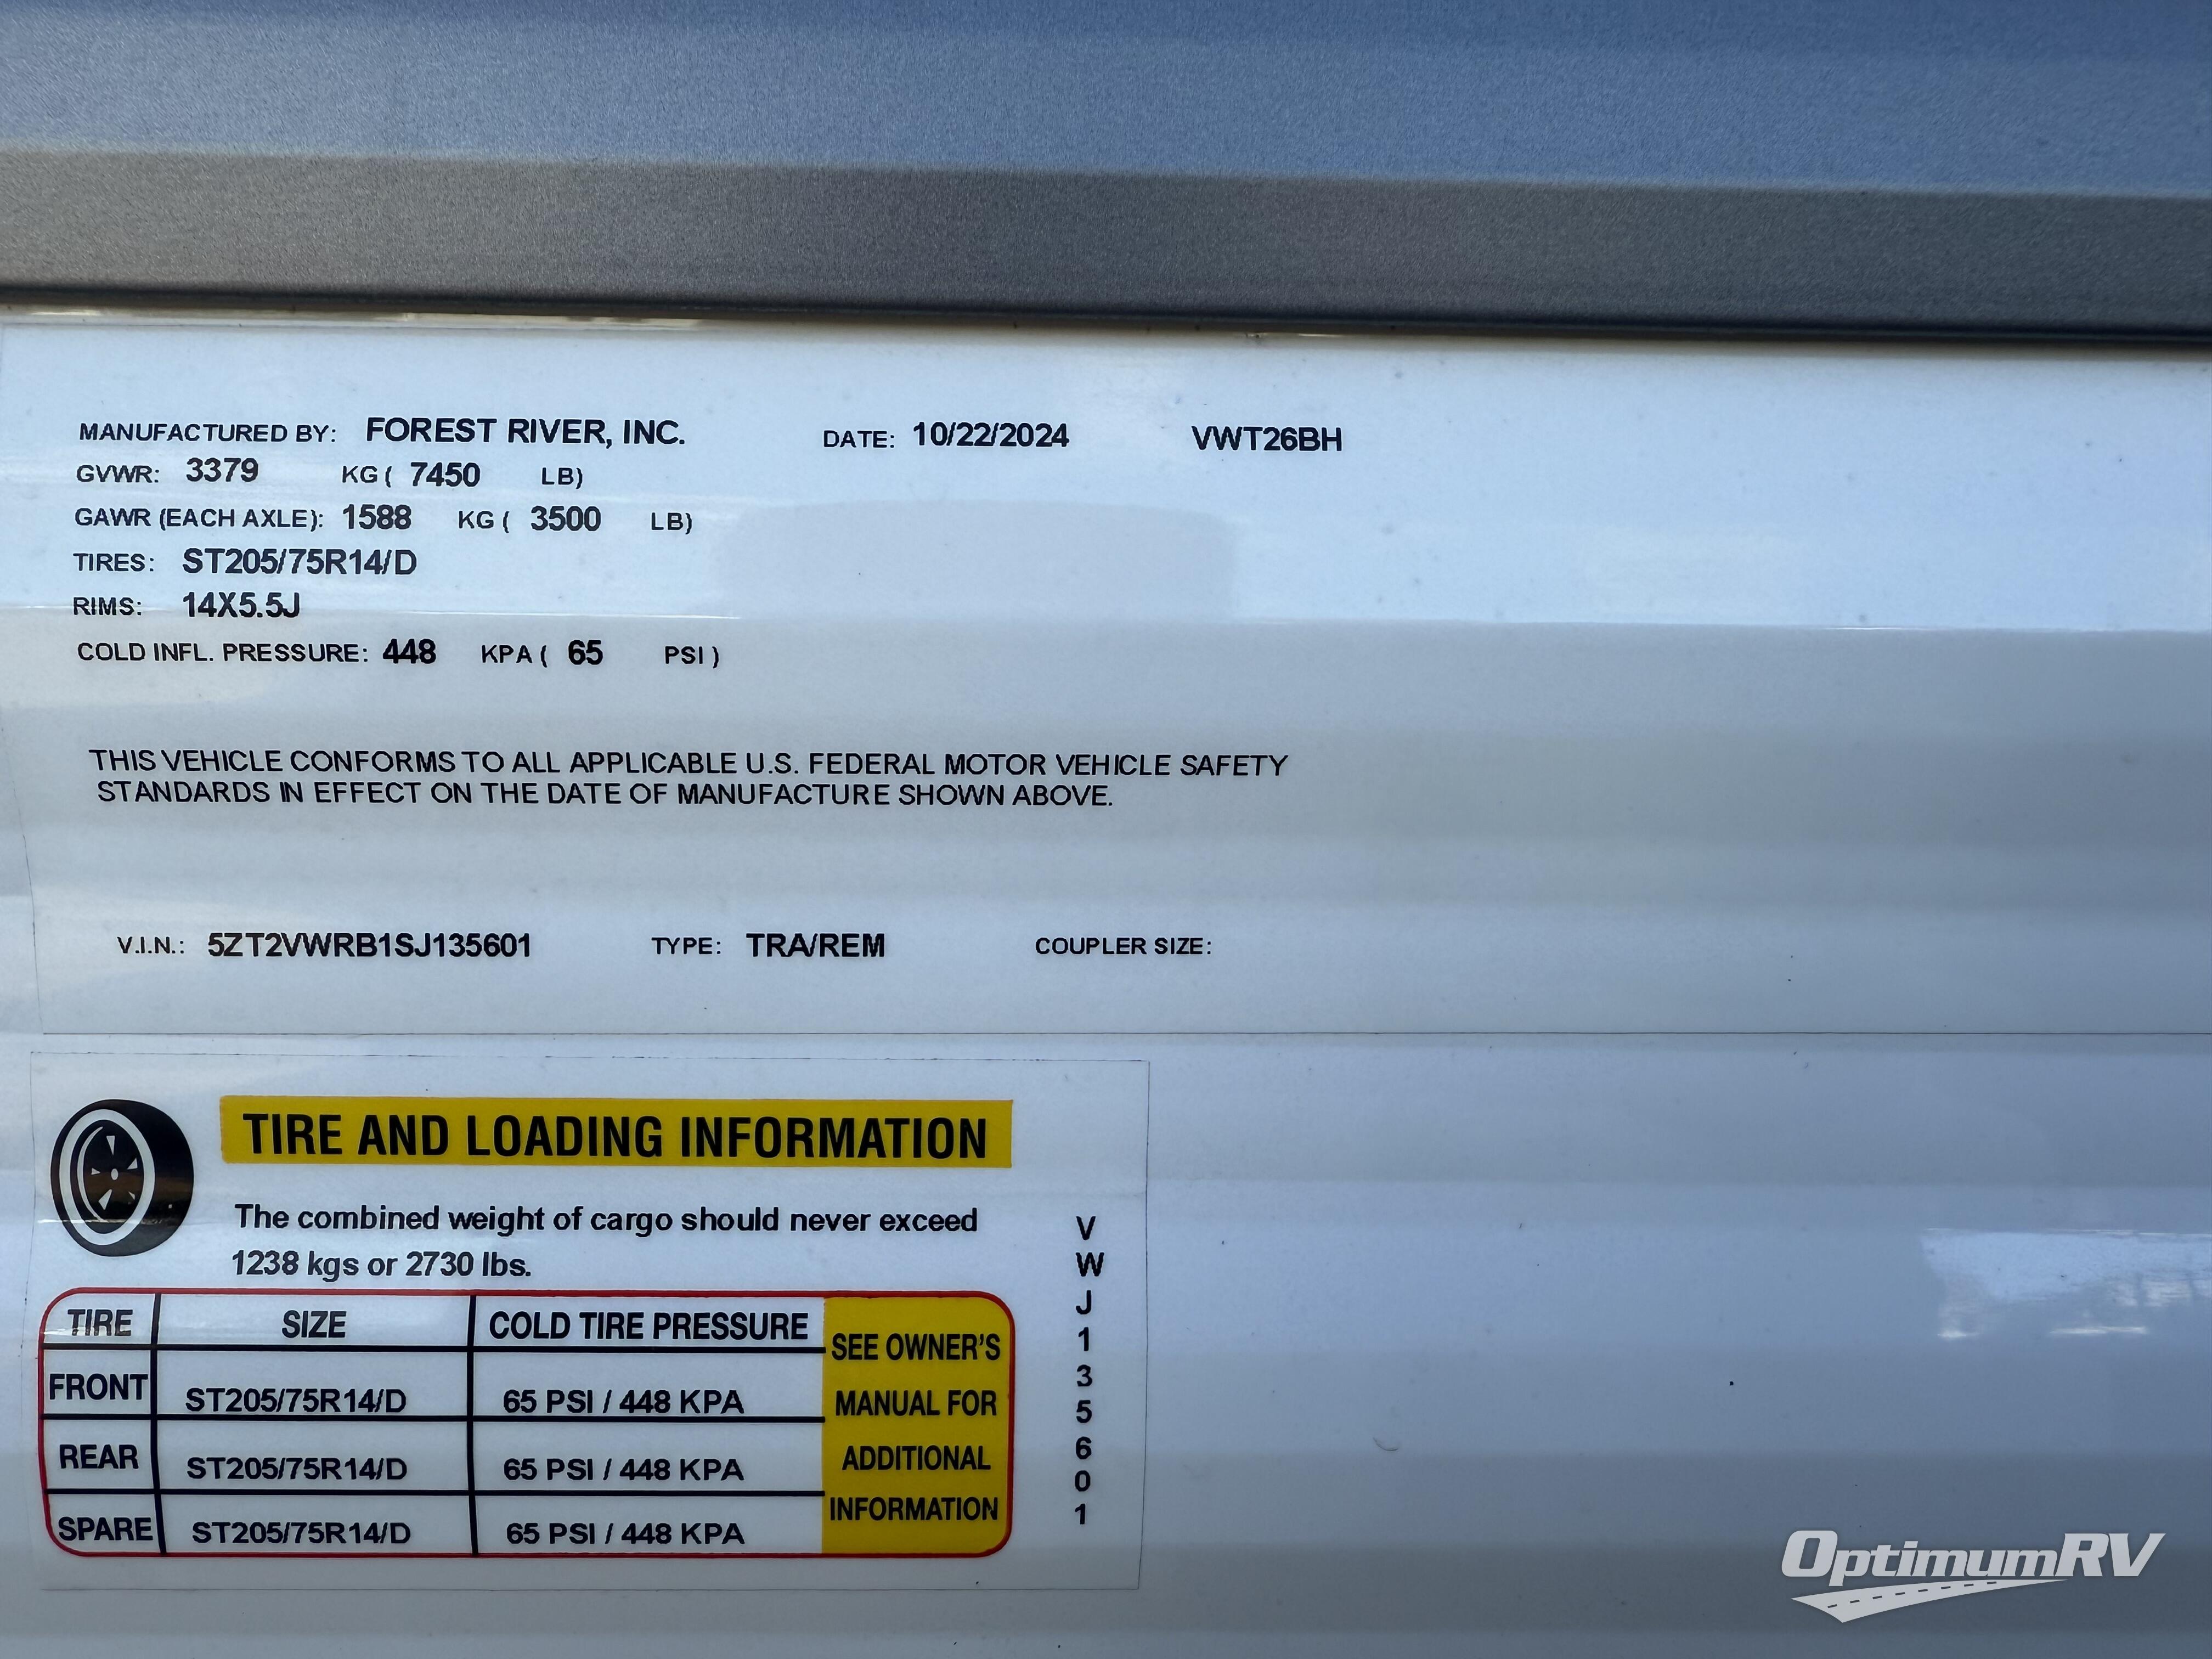 MANUFACTURED BY: FOREST RIVER, INC. DATE: 10/22/2024 VWT26BH
GVWR: 3379 KG ( 7450 LB)
GAWR (EACH AXLE): 1588 KG ( 3500 LB)
TIRES: ST205/75R14/D
RIMS: 14X5.5J
COLD INFL. PRESSURE: 448 KPA ( 65 PSI )
THIS VEHICLE CONFORMS TO ALL APPLICABLE U.S. FEDERAL MOTOR VEHICLE SAFETY
STANDARDS IN EFFECT ON THE DATE OF MANUFACTURE SHOWN ABOVE.
V.I.N.: 5ZT2VWRB1SJ135601 TYPE: TRA/REM COUPLER SIZE:
TIRE AND LOADING INFORMATION
The combined weight of cargo should never exceed
1238 kgs or 2730 lbs.
TIRE SIZE COLD TIRE PRESSURE
FRONT ST205/75R14/D 65 PSI / 448 KPA
REAR ST205/75R14/D 65 PSI / 448 KPA
SPARE ST205/75R14/D 65 PSI / 448 KPA
SEE OWNER'S
MANUAL FOR
ADDITIONAL
INFORMATION
V
W
J
1
3
5
6
0
1
OptimumRV